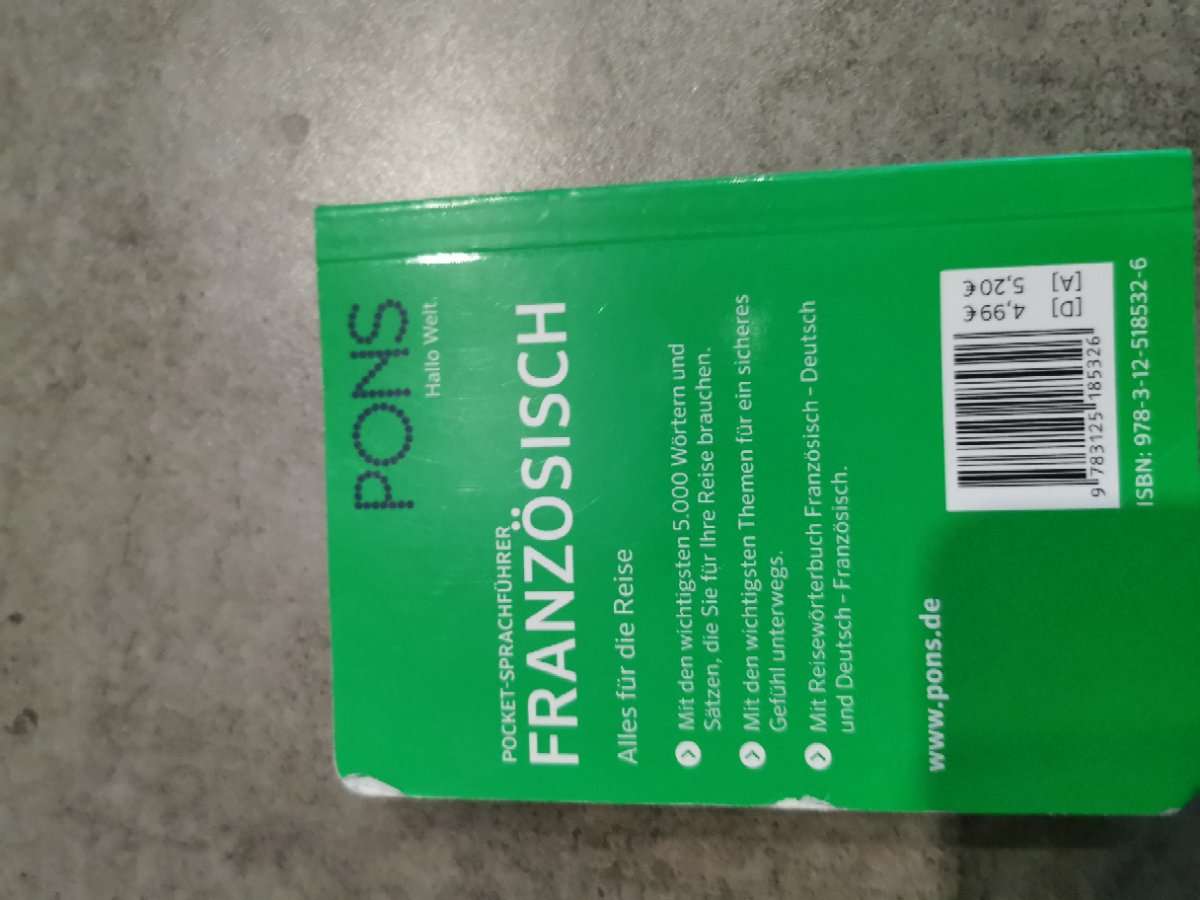 PONS
Hallo Welt.
POCKET-SPRACHFÜHRER
FRANZÖSISCH
Alles für die Reise
Mit den wichtigsten 5.000 Wörtern und
Sätzen, die Sie für Ihre Reise brauchen.
Mit den wichtigsten Themen für ein sicheres
Gefühl unterwegs.
Mit Reisewörterbuch Französisch – Deutsch
und Deutsch – Französisch.
www.pons.de
[D] [A]
4,99 € 5,20 €
9 783125 185326
ISBN: 978-3-12-518532-6